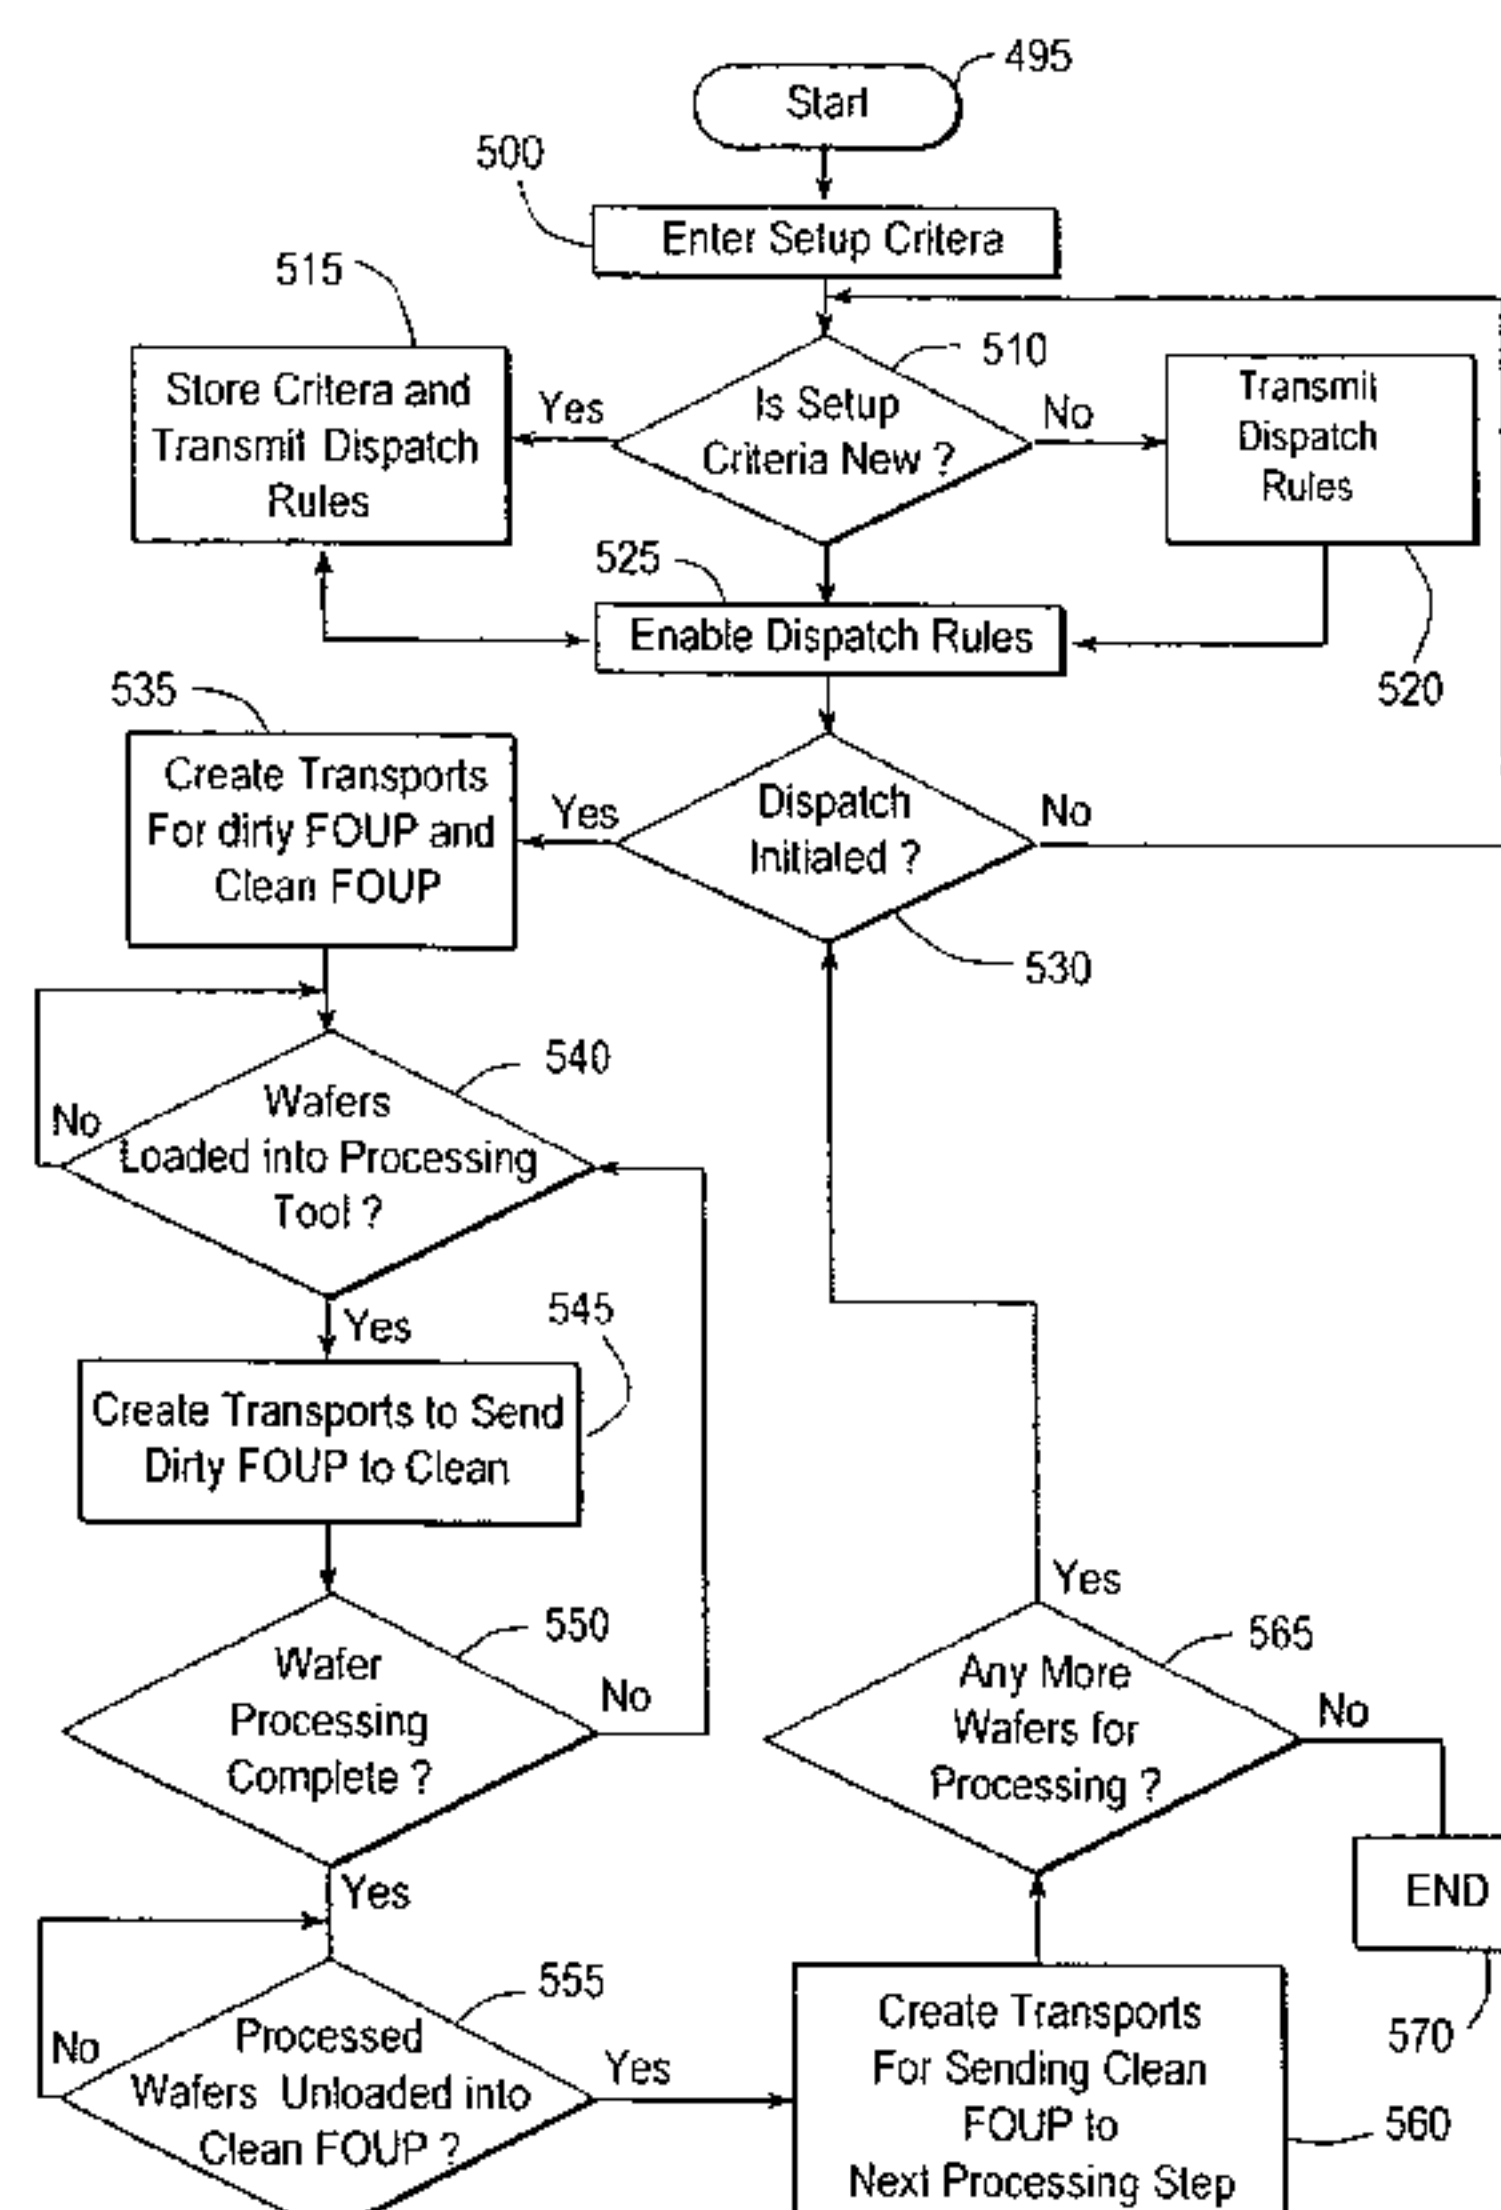 495
Start
500
Enter Setup Critera
515
510
Store Critera and
Transmit Dispatch
Rules
Yes
Is Setup
Criteria New ?
No
Transmit
Dispatch
Rules
525
Enable Dispatch Rules
520
535
Create Transports
For dirty FOUP and
Clean FOUP
Yes
Dispatch
Initialed ?
No
530
540
No
Wafers
Loaded into Processing
Tool ?
Yes
545
Create Transports to Send
Dirty FOUP to Clean
550
Wafer
Processing
Complete ?
No
Yes
565
Any More
Wafers for
Processing ?
No
END
570
Yes
555
No
Processed
Wafers Unloaded into
Clean FOUP ?
Yes
Create Transports
For Sending Clean
FOUP to
Next Processing Step
560